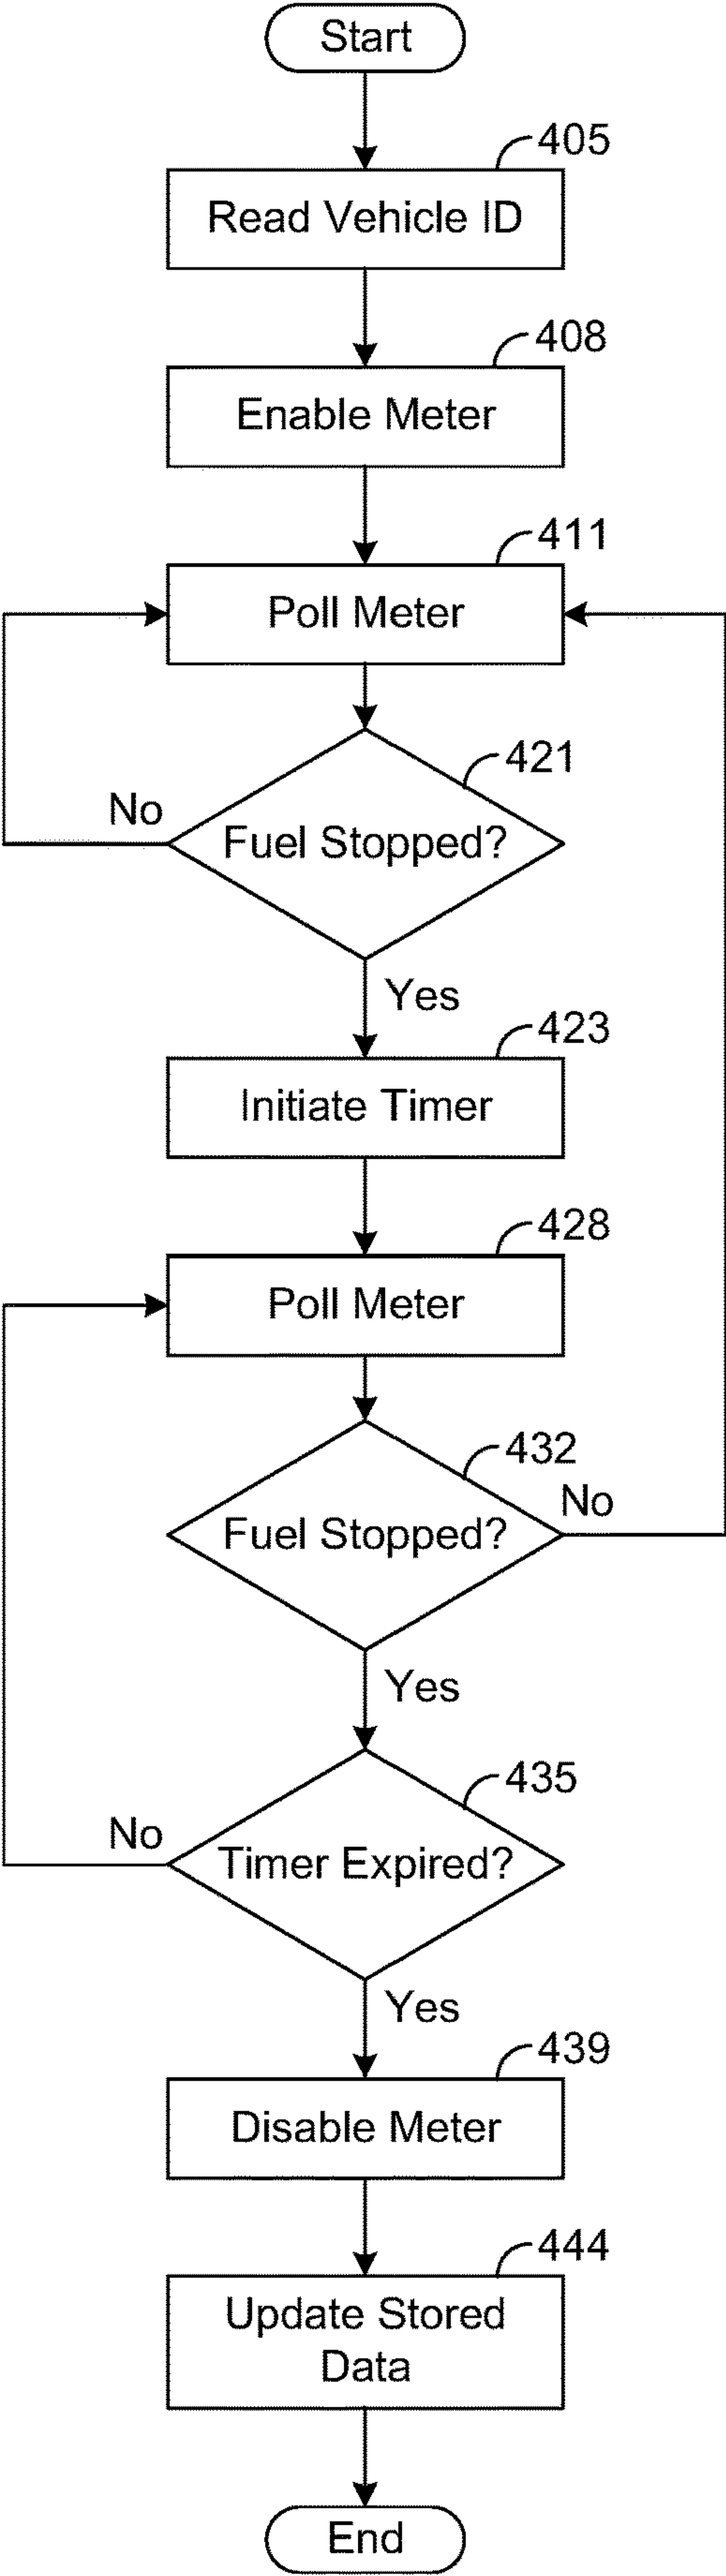 Start
405
Read Vehicle ID
408
Enable Meter
411
Poll Meter
421
No
Fuel Stopped?
Yes
423
Initiate Timer
428
Poll Meter
432
No
Fuel Stopped?
Yes
435
No
Timer Expired?
Yes
439
Disable Meter
444
Update Stored
Data
End